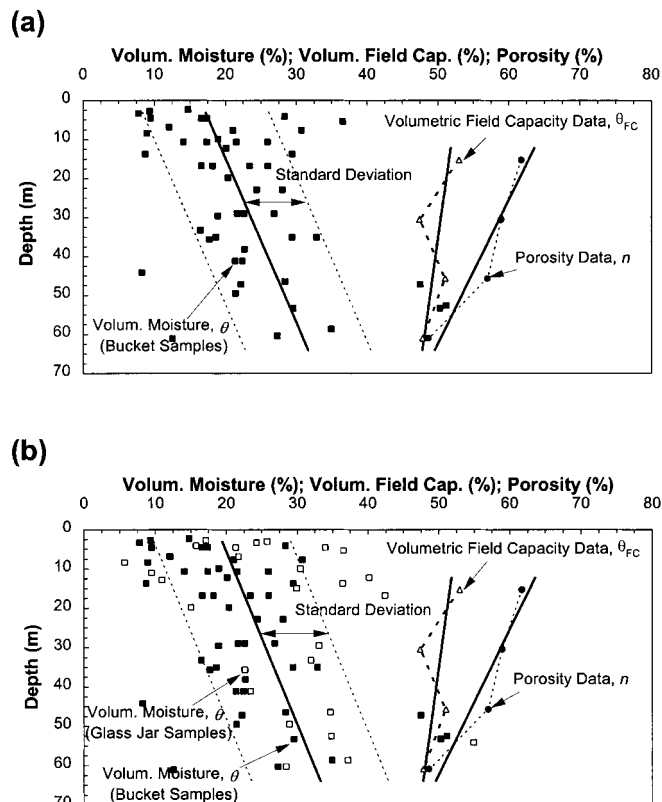 (a)
Volum. Moisture (%); Volum. Field Cap. (%); Porosity (%)
0 10 20 30 40 50 60 70 80
0
10
20
30
40
50
60
70
Depth (m)
Volumetric Field Capacity Data, θFC
Standard Deviation
Porosity Data, n
Volum. Moisture, θ
(Bucket Samples)
(b)
Volum. Moisture (%); Volum. Field Cap. (%); Porosity (%)
0 10 20 30 40 50 60 70 80
0
10
20
30
40
50
60
70
Depth (m)
Volumetric Field Capacity Data, θFC
Standard Deviation
Porosity Data, n
Volum. Moisture, θ
(Glass Jar Samples)
Volum. Moisture, θ
(Bucket Samples)